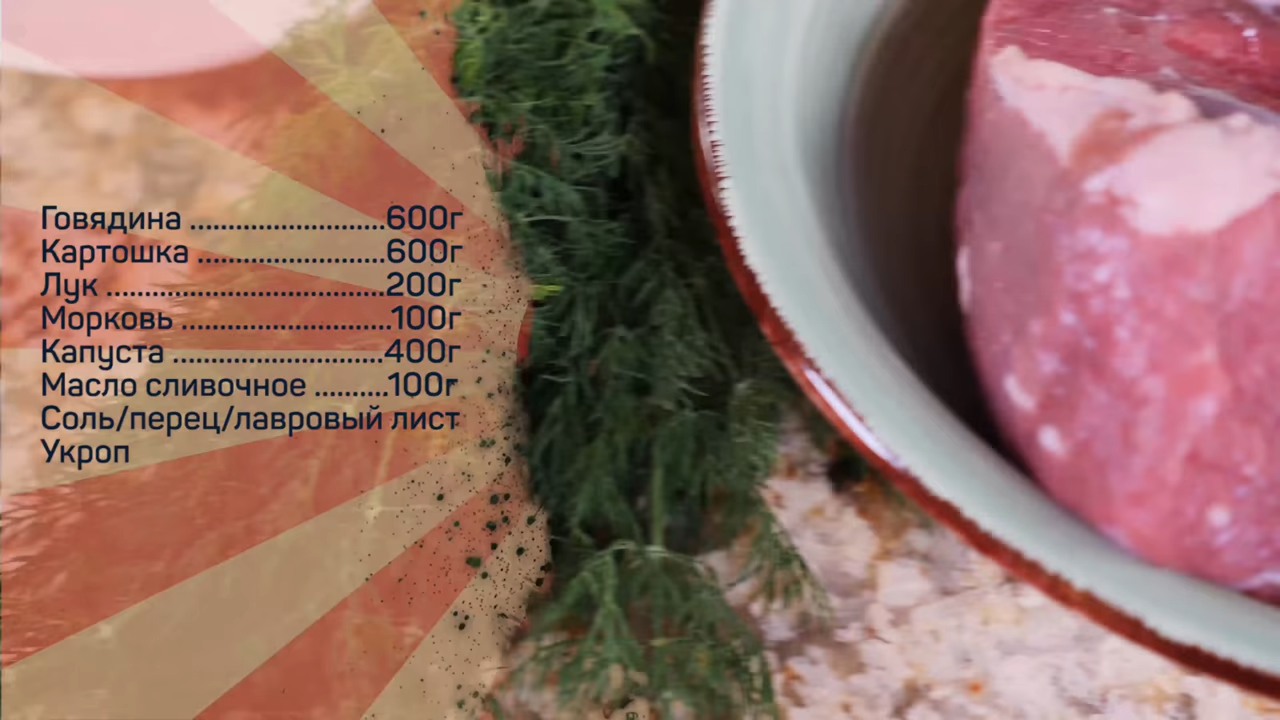 Говядина ..........................600г
Картошка .........................600г
Лук .....................................200г
Морковь ............................100г
Капуста ............................400г
Масло сливочное ..........100г
Соль/перец/лавровый лист
Укроп